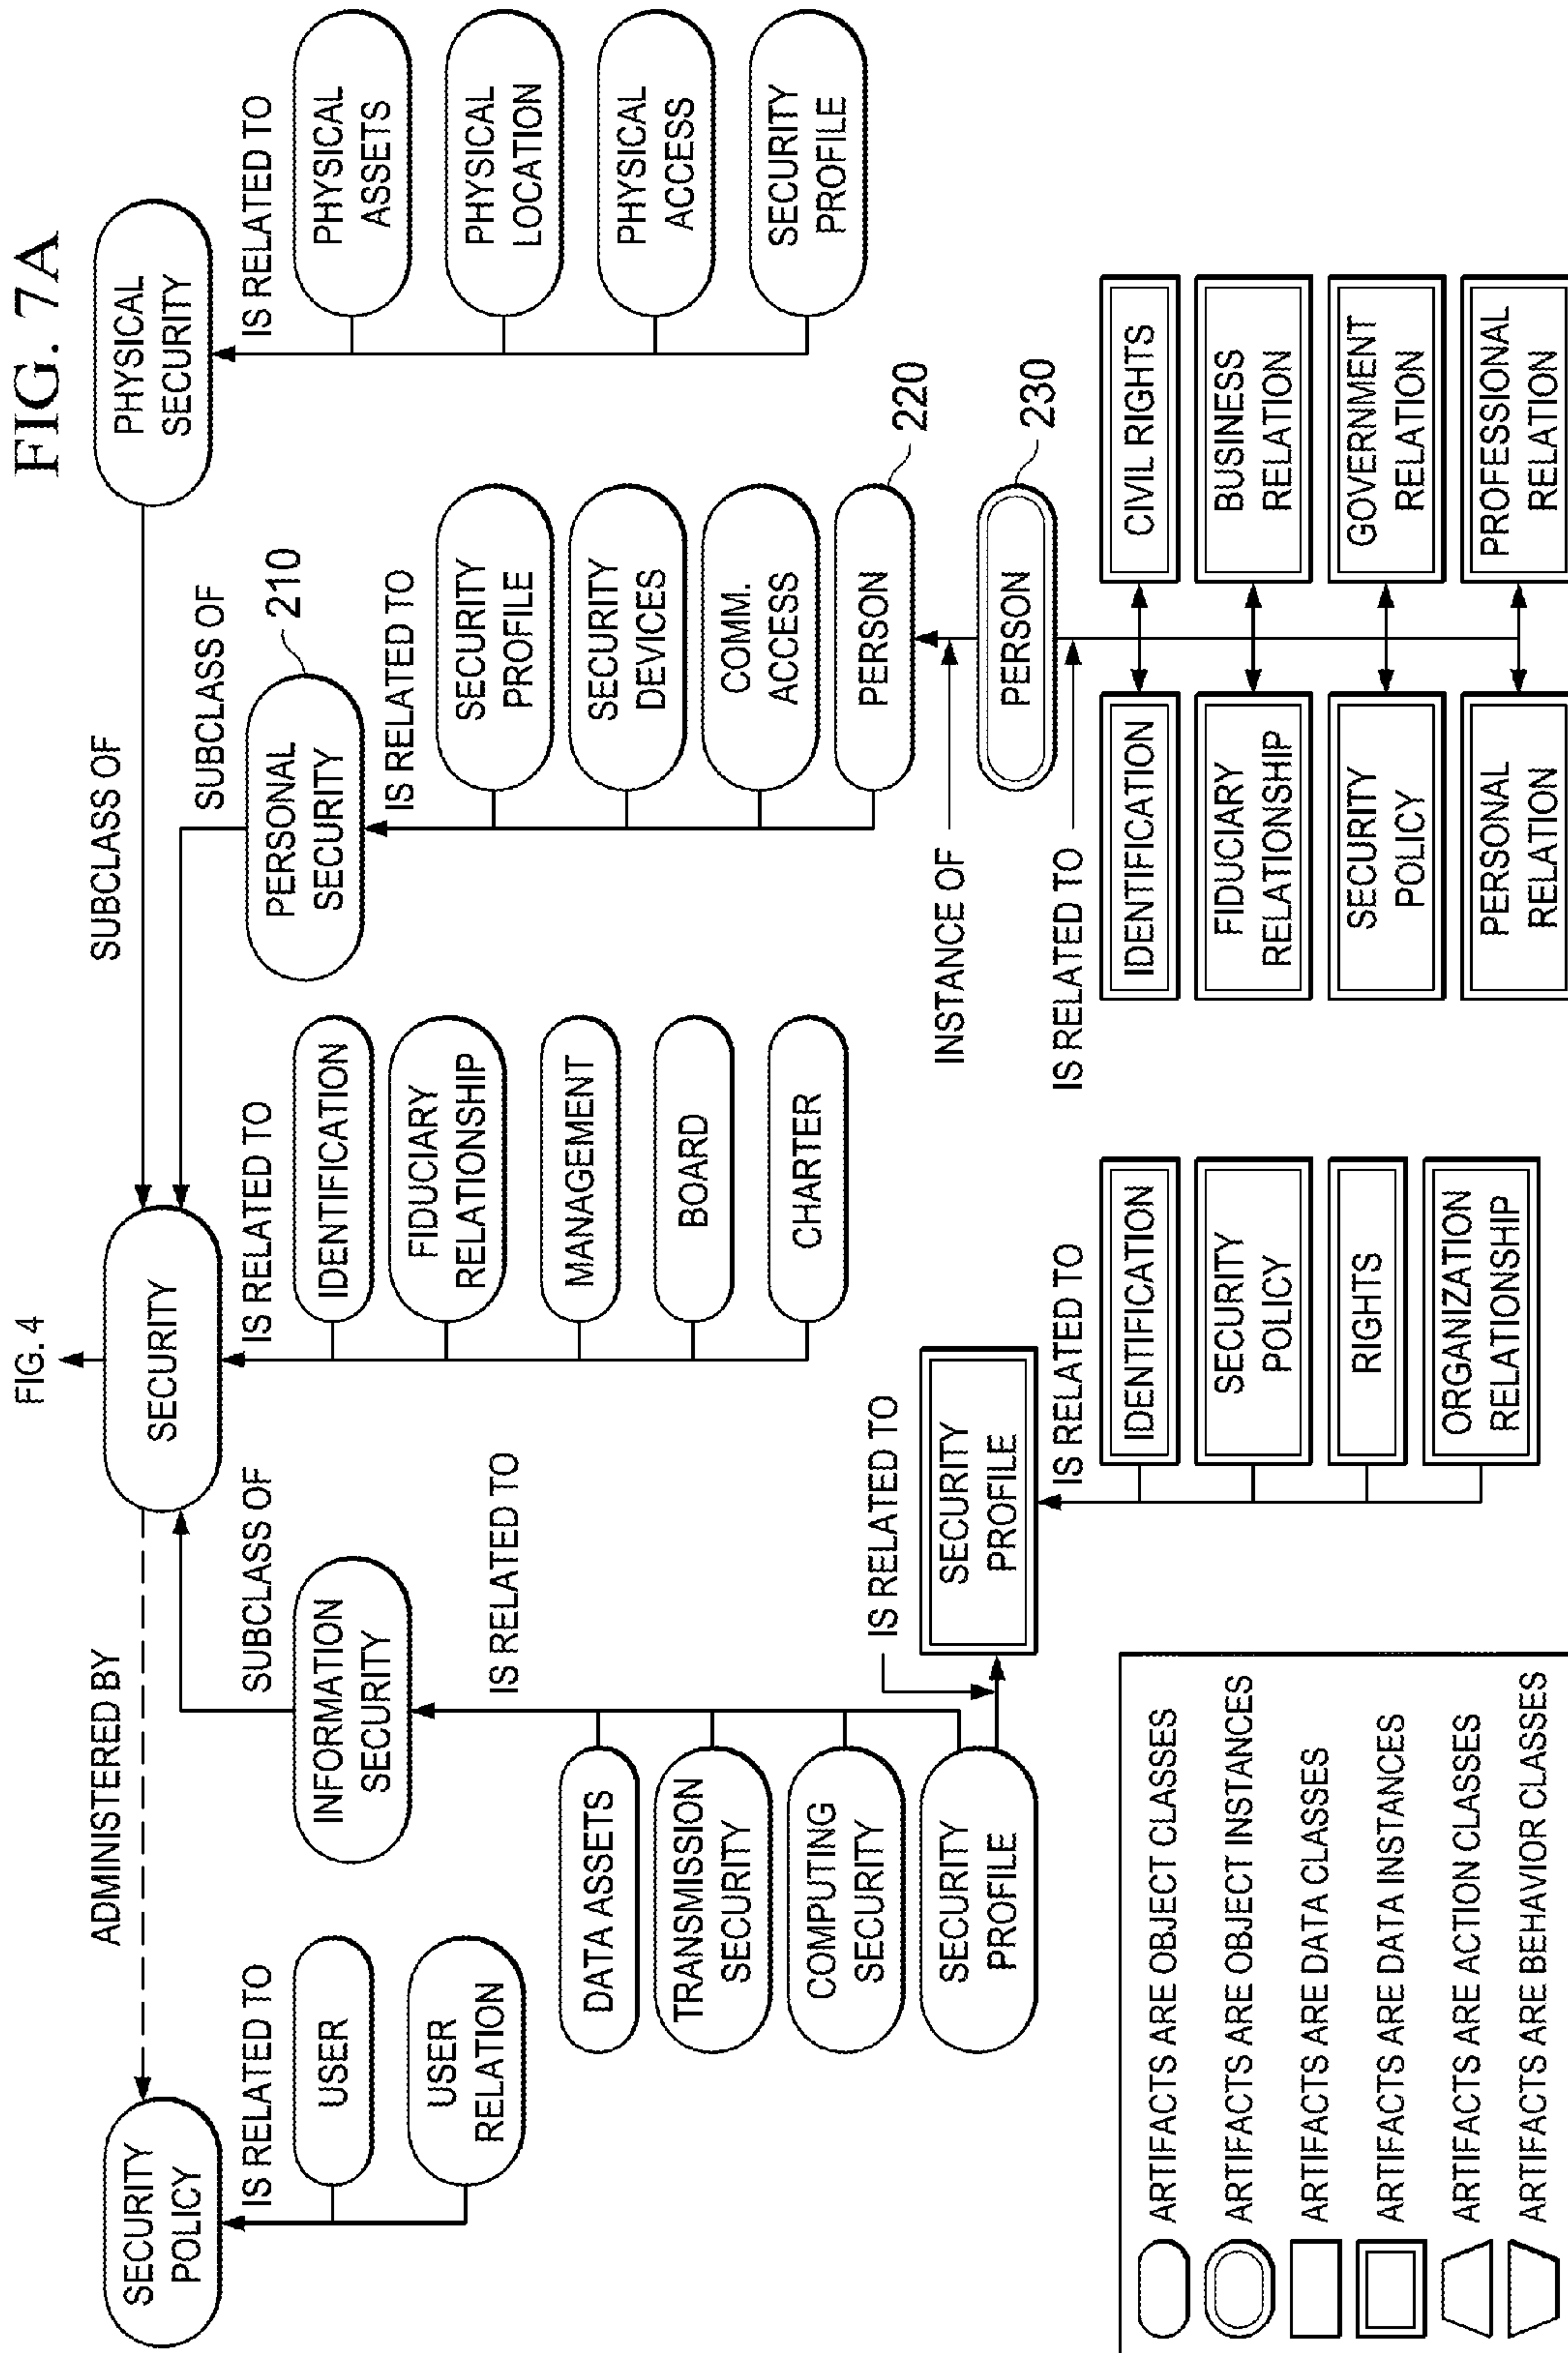 FIG. 7A
FIG. 4
SECURITY
POLICY
ADMINISTERED BY
SECURITY
SUBCLASS OF
PHYSICAL
SECURITY
IS RELATED TO
USER
USER
RELATION
SUBCLASS OF
INFORMATION
SECURITY
IS RELATED TO
DATA ASSETS
TRANSMISSION
SECURITY
COMPUTING
SECURITY
SECURITY
PROFILE
IS RELATED TO
SECURITY
PROFILE
IS RELATED TO
IDENTIFICATION
SECURITY
POLICY
RIGHTS
ORGANIZATION
RELATIONSHIP
IS RELATED TO
IDENTIFICATION
FIDUCIARY
RELATIONSHIP
MANAGEMENT
BOARD
CHARTER
SUBCLASS OF
210
PERSONAL
SECURITY
IS RELATED TO
SECURITY
PROFILE
SECURITY
DEVICES
COMM.
ACCESS
PERSON
220
INSTANCE OF
PERSON
230
IS RELATED TO
IDENTIFICATION
CIVIL RIGHTS
FIDUCIARY
RELATIONSHIP
BUSINESS
RELATION
SECURITY
POLICY
GOVERNMENT
RELATION
PERSONAL
RELATION
PROFESSIONAL
RELATION
IS RELATED TO
PHYSICAL
ASSETS
PHYSICAL
LOCATION
PHYSICAL
ACCESS
SECURITY
PROFILE
ARTIFACTS ARE OBJECT CLASSES
ARTIFACTS ARE OBJECT INSTANCES
ARTIFACTS ARE DATA CLASSES
ARTIFACTS ARE DATA INSTANCES
ARTIFACTS ARE ACTION CLASSES
ARTIFACTS ARE BEHAVIOR CLASSES